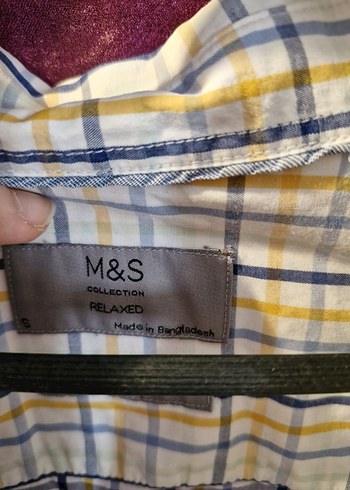 M&S
COLLECTION
RELAXED
S
Made in Bangladesh